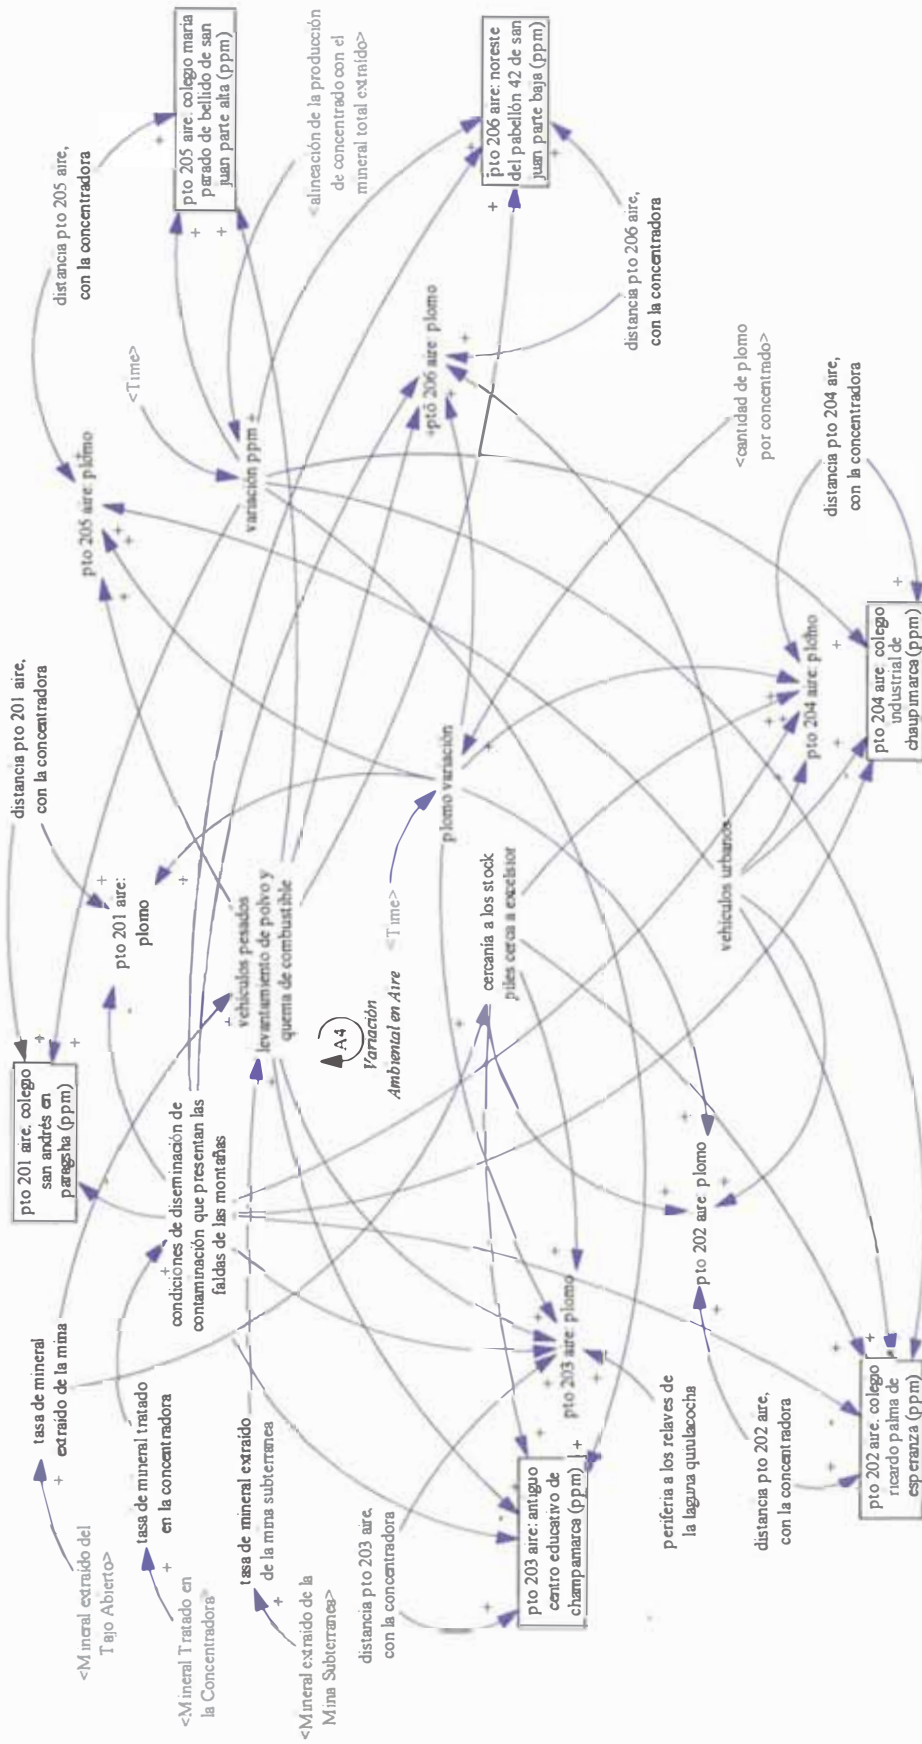 <Mineral extraído del
Tajo Abierto>
tasa de mineral
extraído de la mina
<Mineral Tratado en
la Concentradora>
tasa de mineral tratado
en la concentradora
<Mineral extraido de la
Mina Subterranea>
tasa de mineral extraido
de la mina subterranea
distancia pto 203 aire,
con la concentradora
pto 203 aire: antiguo
centro educativo de
champamarca (ppm)
periferia a los relaves de
la laguna quiulacocha
distancia pto 202 aire,
con la concentradora
pto 202 aire. colegio
ricardo palma de
esperanza (ppm)
pto 201 aire. colegio
san andrés en
paragsha (ppm)
condiciones de diseminación de
contaminación que presentan las
faldas de las montañas
pto 203 aire: plomo
pto 202 aire: plomo
distancia pto 201 aire,
con la concentradora
pto 201 aire:
plomo
vehículos pesados
levantamiento de polvo y
quema de combustible
A4
Variación
Ambiental en Aire
<Time>
plomo variación
cercanía a los stock
piles cerca a excelsior
vehículos urbanos
distancia pto 205 aire,
con la concentradora
pto 205 aire: plomo
<Time>
variación ppm
pto 205 aire: colegio maria
parado de bellido de san
juan parte alta (ppm)
<alineación de la producción
de concentrado con el
mineral total extraído>
pto 206 aire: noreste
del pabellón 42 de san
juan parte baja (ppm)
pto 206 aire: plomo
distancia pto 206 aire,
con la concentradora
<cantidad de plomo
por concentrado>
distancia pto 204 aire,
con la concentradora
pto 204 aire: plomo
pto 204 aire: colegio
industrial de
chaupimarca (ppm)